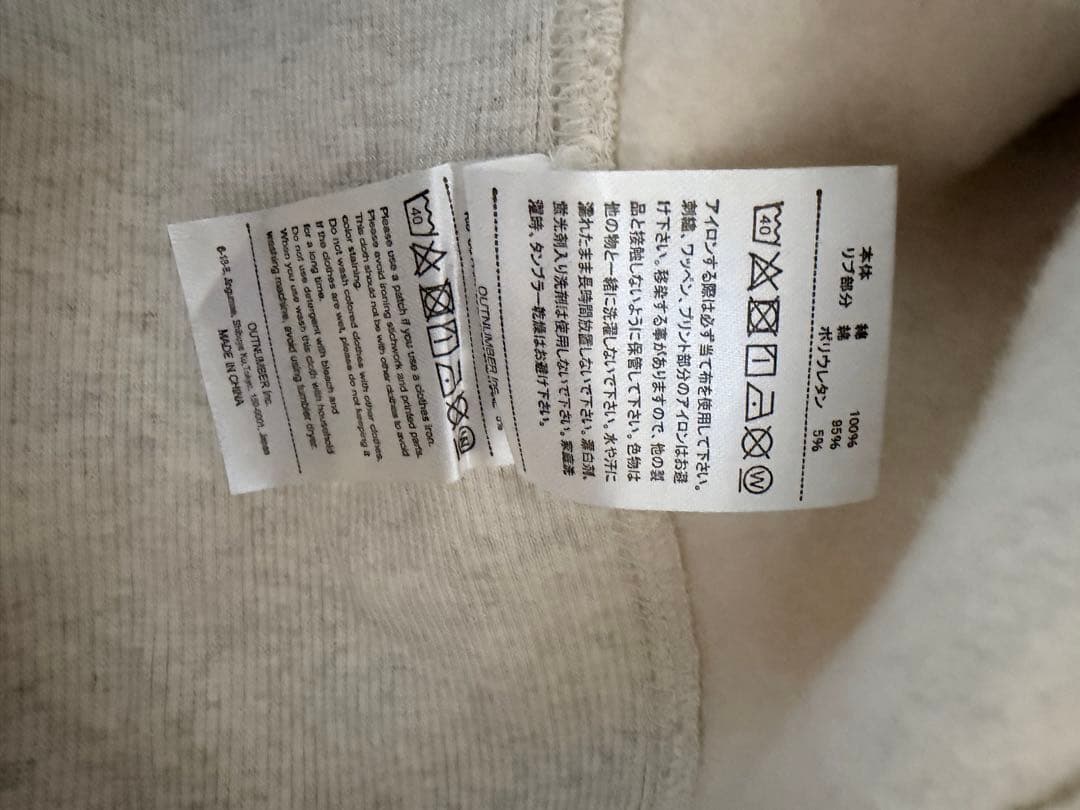 本体 綿 100%
リブ部分 綿 95%
ポリウレタン 5%
40
W
アイロンする際は必ず当て布を使用して下さい。
刺繍、ワッペン、プリント部分のアイロンはお避
け下さい。移染する事がありますので、他の製
品と接触しないように保管して下さい。色物は
他の物と一緒に洗濯しないで下さい。水や汗に
濡れたまま長時間放置しないで下さい。漂白剤、
蛍光剤入り洗剤は使用しないで下さい。家庭洗
濯時、タンブラー乾燥はお避け下さい。
OUTNUMBER
5%
40
W
Please use a patch if you use a clothes iron.
Please avoid ironing stichwork and printed parts.
This cloth should not be with other clothes to avoid
color staining.
Do not wash colored clothes with other clothes.
If the clothes are wet, please do not keeping a
for a long time.
Do not use detergent with bleach and
When you use wash this cloth with household
washing machine, avoid using tumbler dryer.
OUTNUMBER Inc.
Shibuya Ku, Tokyo, 150-0001, Japan
MADE IN CHINA